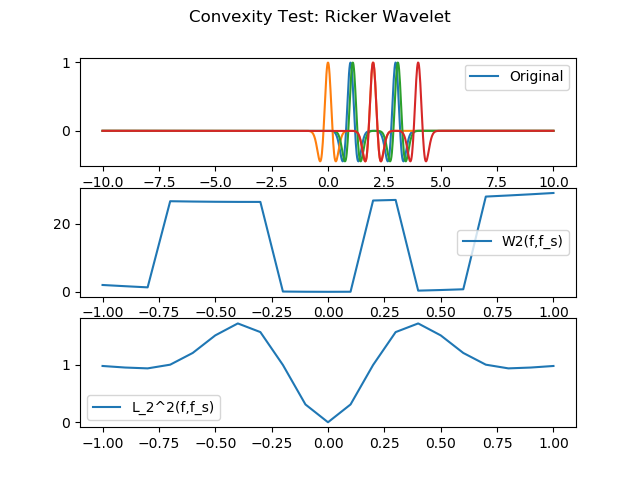 Convexity Test: Ricker Wavelet
1
0
Original
−10.0 −7.5 −5.0 −2.5 0.0 2.5 5.0 7.5 10.0
20
0
W2(f,f_s)
−1.00 −0.75 −0.50 −0.25 0.00 0.25 0.50 0.75 1.00
1
0
L_2^2(f,f_s)
−1.00 −0.75 −0.50 −0.25 0.00 0.25 0.50 0.75 1.00